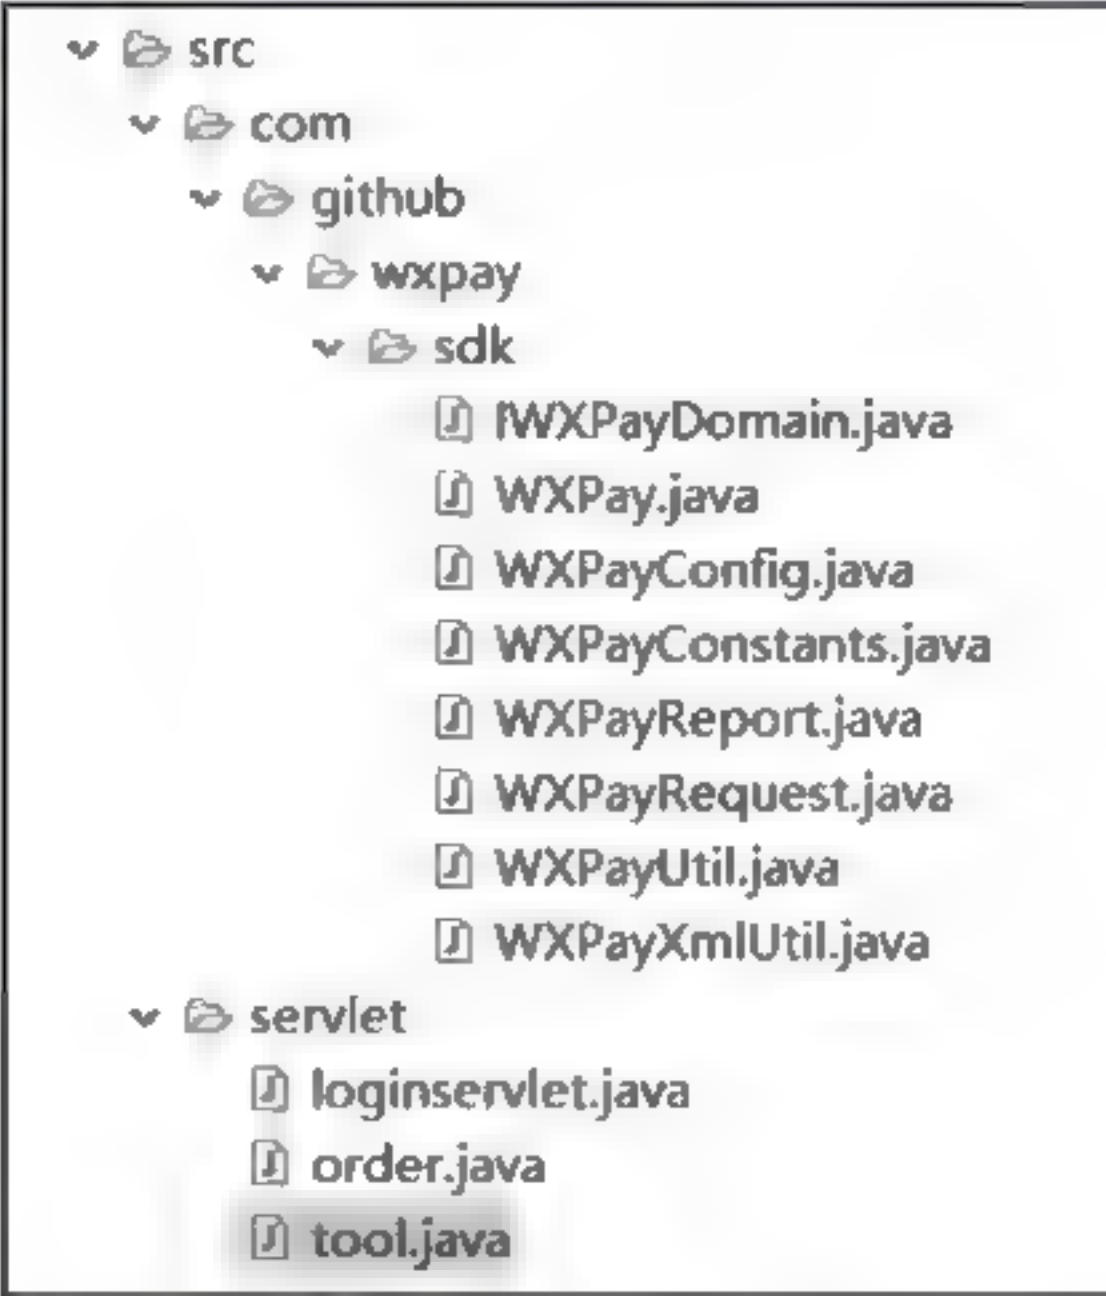 src
com
github
wxpay
sdk
IWXPayDomain.java
WXPay.java
WXPayConfig.java
WXPayConstants.java
WXPayReport.java
WXPayRequest.java
WXPayUtil.java
WXPayXmlUtil.java
servlet
loginservlet.java
order.java
tool.java